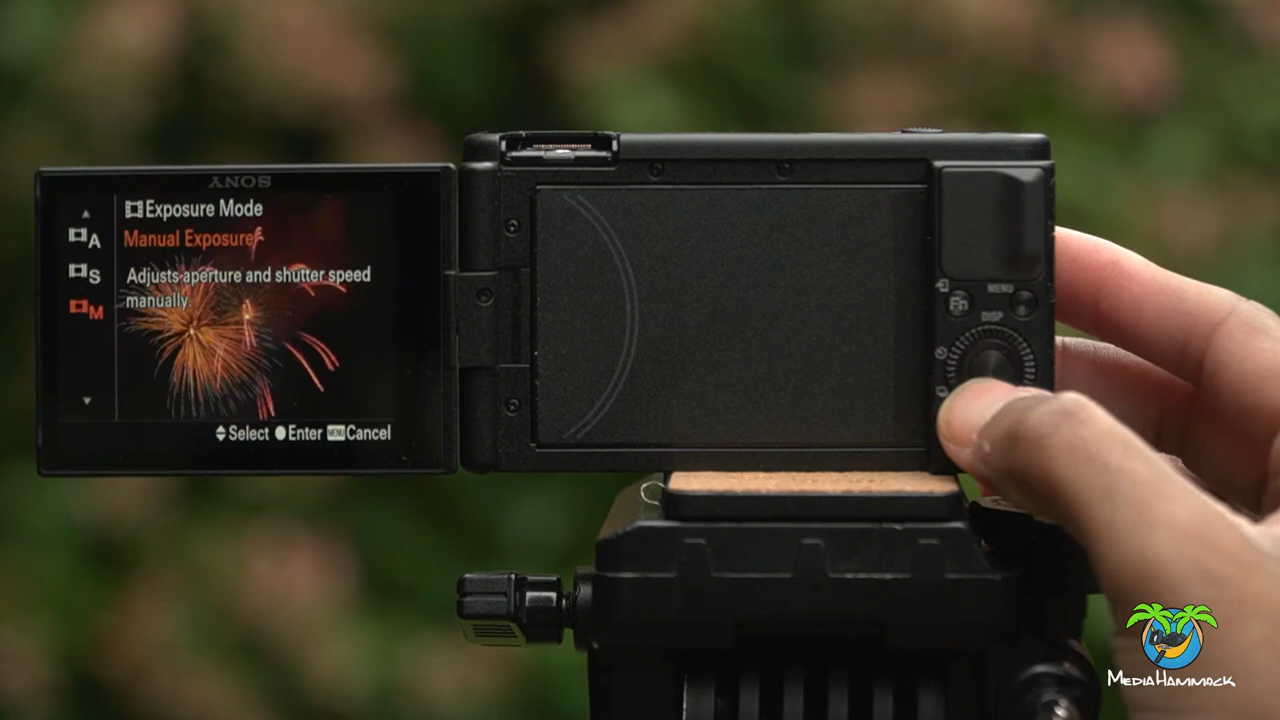 SONY
Exposure Mode
Manual Exposure
A
S
M
Adjusts aperture and shutter speed
manually.
Select Enter MENU Cancel
MENU
Fn
DISP
MEDIAHAMMOCK